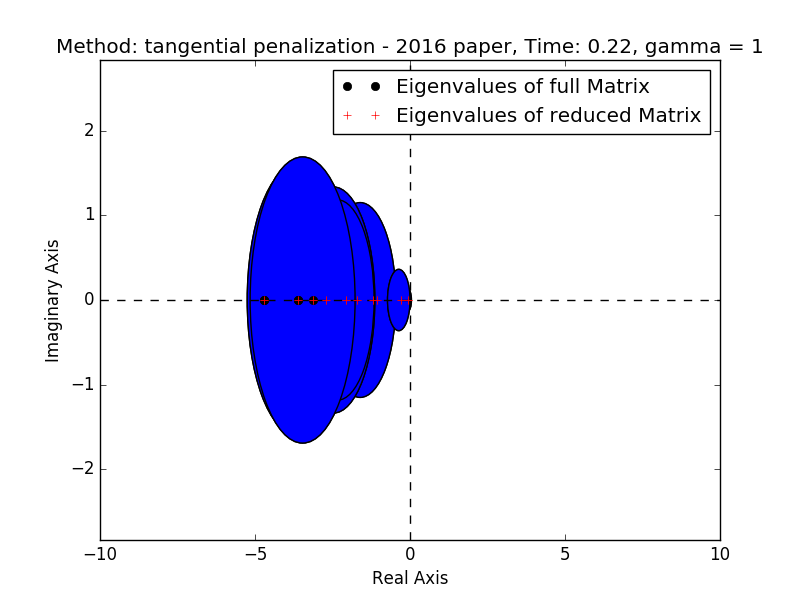 Method: tangential penalization - 2016 paper, Time: 0.22, gamma = 1
Eigenvalues of full Matrix
Eigenvalues of reduced Matrix
2
1
0
−1
−2
Imaginary Axis
−10
−5
0
5
10
Real Axis